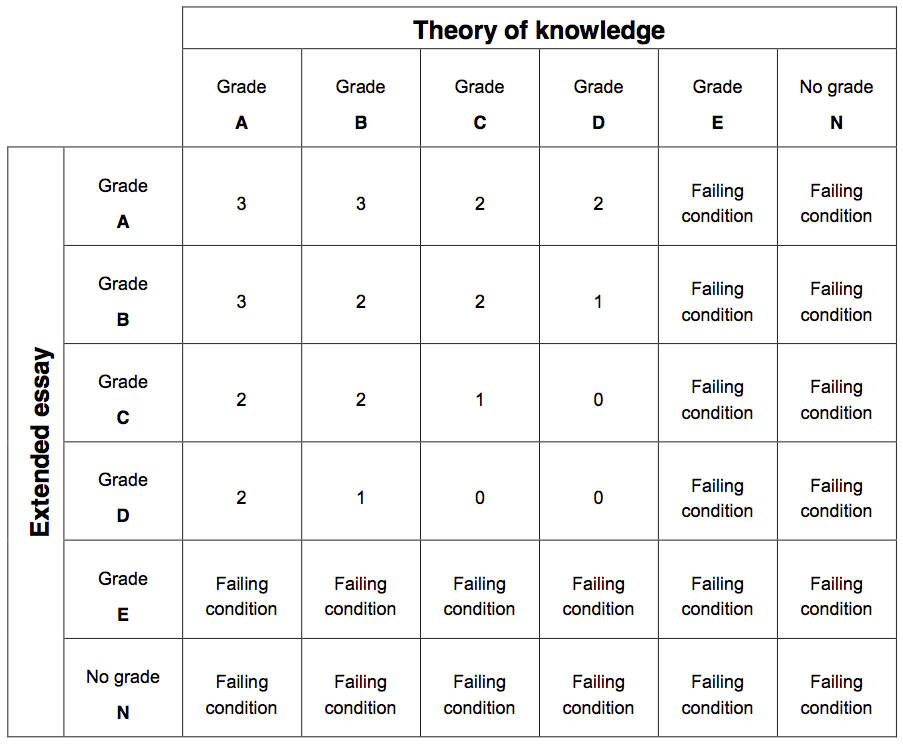 Theory of knowledge
Grade Grade Grade Grade Grade No grade
A B C D E N
Extended essay
Grade
A
3 3 2 2 Failing condition Failing condition
Grade
B
3 2 2 1 Failing condition Failing condition
Grade
C
2 2 1 0 Failing condition Failing condition
Grade
D
2 1 0 0 Failing condition Failing condition
Grade
E
Failing condition Failing condition Failing condition Failing condition Failing condition Failing condition
No grade
N
Failing condition Failing condition Failing condition Failing condition Failing condition Failing condition